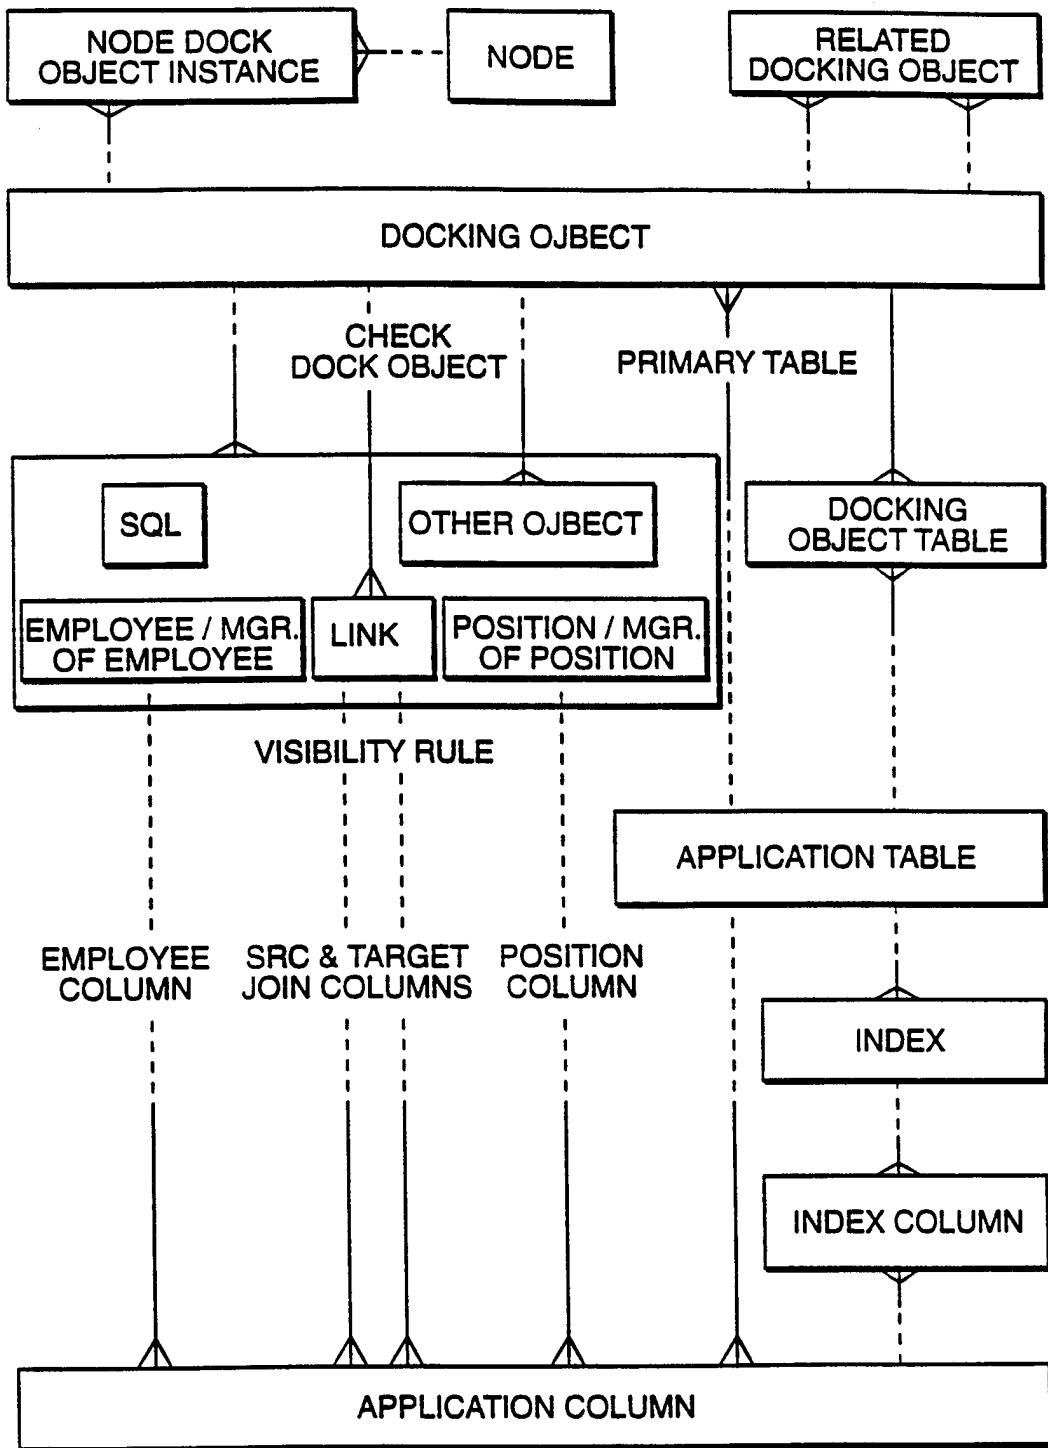 NODE DOCK
OBJECT INSTANCE
NODE
RELATED
DOCKING OBJECT
DOCKING OJBECT
CHECK
DOCK OBJECT
PRIMARY TABLE
SQL
OTHER OJBECT
DOCKING
OBJECT TABLE
EMPLOYEE / MGR.
OF EMPLOYEE
LINK
POSITION / MGR.
OF POSITION
VISIBILITY RULE
APPLICATION TABLE
EMPLOYEE
COLUMN
SRC & TARGET
JOIN COLUMNS
POSITION
COLUMN
INDEX
INDEX COLUMN
APPLICATION COLUMN